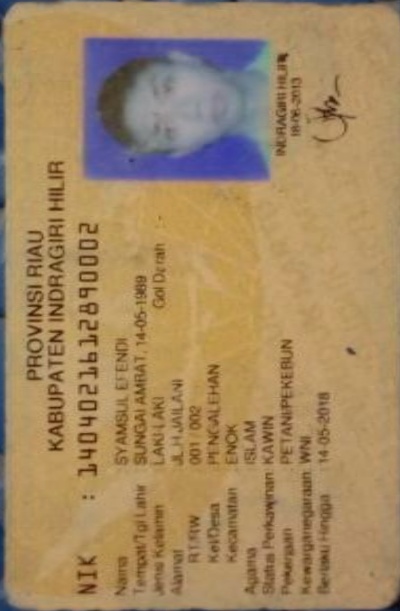 PROVINSI RIAU
KABUPATEN INDRAGIRI HILIR
NIK : 1404021612890002
Nama SYAMSUL EFENDI
Tempat/Tgl Lahir SUNGAI AMRAT, 14-05-1989
Jenis Kelamin LAKI-LAKI Gol Darah
Alamat JL.H.JAILANI
RT/RW 001 002
Kel/Desa PENGALEHAN
Kecamatan ENOK
Agama ISLAM
Status Perkawinan: KAWIN
Pekerjaan PETANI/PEKEBUN
Kewarganegaraan: WNI
Berlaku Hingga 14-05-2018
INDRAGIRI HILIR
18-06-2013